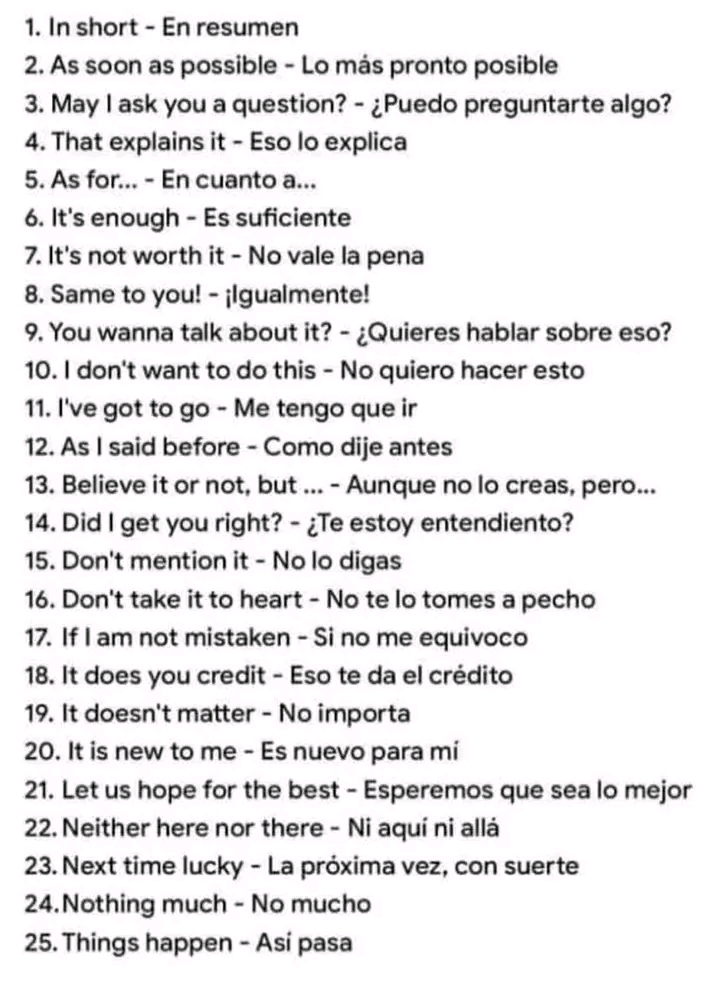 1. In short - En resumen
2. As soon as possible - Lo más pronto posible
3. May I ask you a question? - ¿Puedo preguntarte algo?
4. That explains it - Eso lo explica
5. As for... - En cuanto a...
6. It's enough - Es suficiente
7. It's not worth it - No vale la pena
8. Same to you! - ¡Igualmente!
9. You wanna talk about it? - ¿Quieres hablar sobre eso?
10. I don't want to do this - No quiero hacer esto
11. I've got to go - Me tengo que ir
12. As I said before - Como dije antes
13. Believe it or not, but ... - Aunque no lo creas, pero...
14. Did I get you right? - ¿Te estoy entendiento?
15. Don't mention it - No lo digas
16. Don't take it to heart - No te lo tomes a pecho
17. If I am not mistaken - Si no me equivoco
18. It does you credit - Eso te da el crédito
19. It doesn't matter - No importa
20. It is new to me - Es nuevo para mí
21. Let us hope for the best - Esperemos que sea lo mejor
22. Neither here nor there - Ni aquí ni allá
23. Next time lucky - La próxima vez, con suerte
24. Nothing much - No mucho
25. Things happen - Así pasa